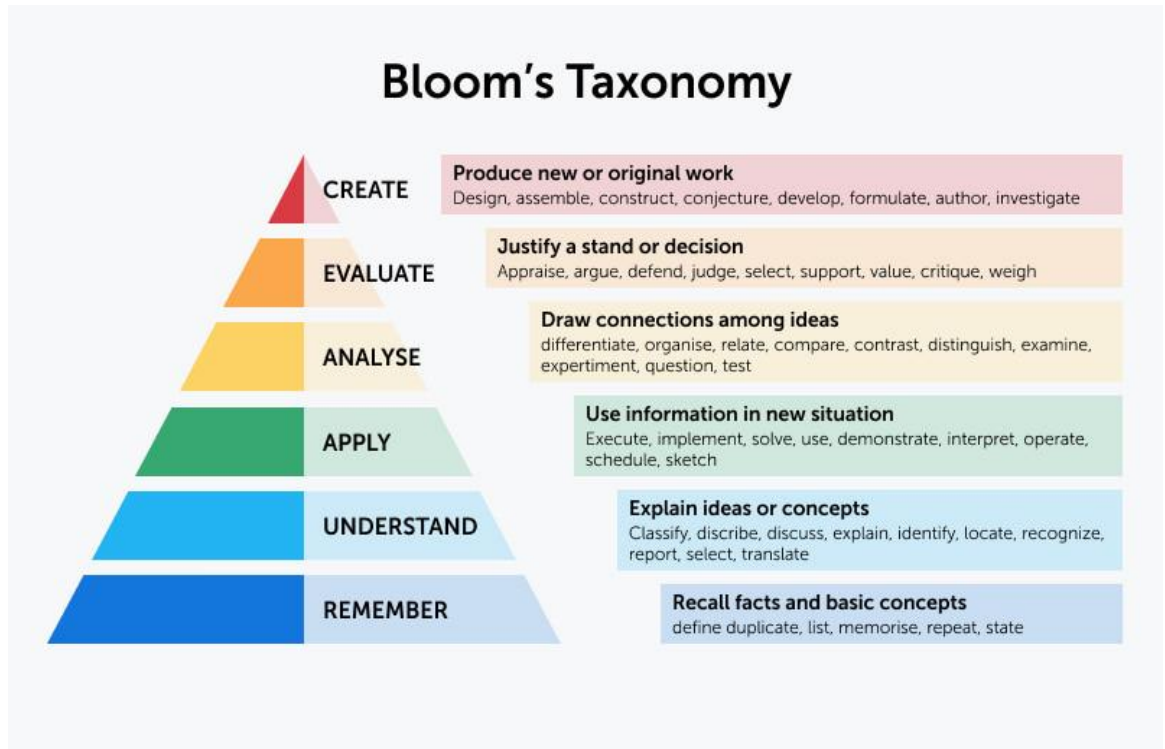 Bloom's Taxonomy
CREATE
Produce new or original work
Design, assemble, construct, conjecture, develop, formulate, author, investigate
EVALUATE
Justify a stand or decision
Appraise, argue, defend, judge, select, support, value, critique, weigh
ANALYSE
Draw connections among ideas
differentiate, organise, relate, compare, contrast, distinguish, examine,
expertiment, question, test
APPLY
Use information in new situation
Execute, implement, solve, use, demonstrate, interpret, operate,
schedule, sketch
UNDERSTAND
Explain ideas or concepts
Classify, discribe, discuss, explain, identify, locate, recognize,
report, select, translate
REMEMBER
Recall facts and basic concepts
define duplicate, list, memorise, repeat, state